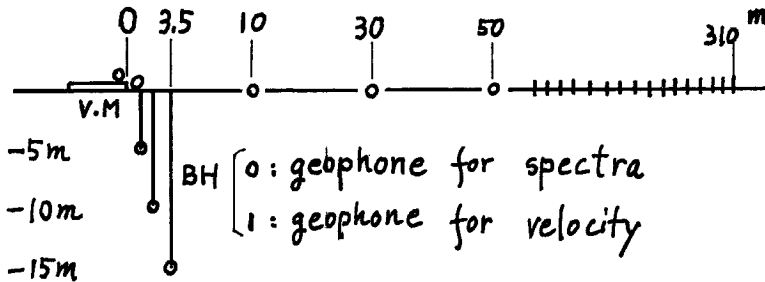 0 3.5 10 30 50 310 m
V.M
-5m
BH o : geophone for spectra
-10m
ı : geophone for velocity
-15m